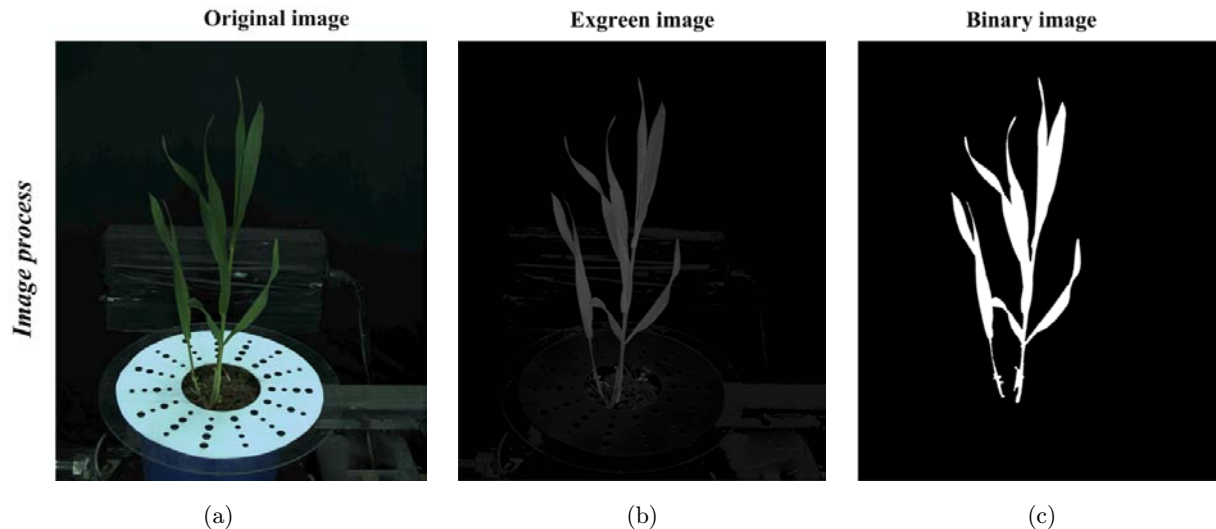 Original image
Exgreen image
Binary image
Image process
(a)
(b)
(c)